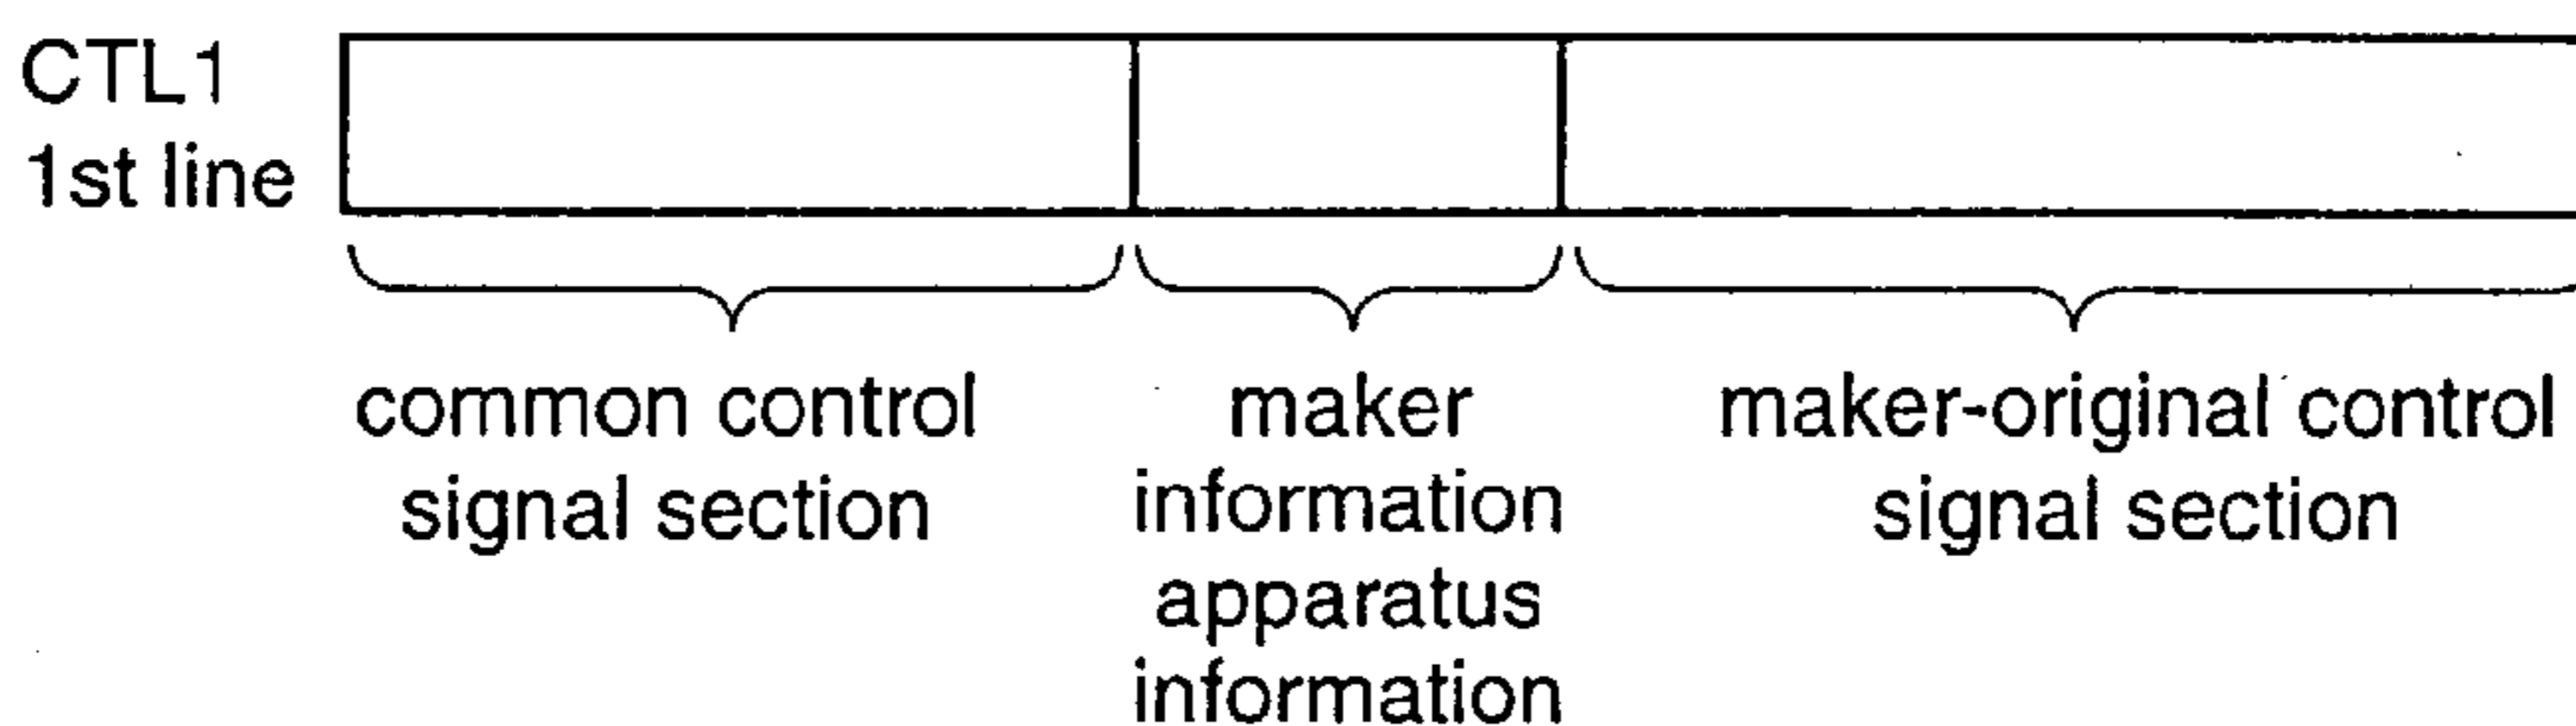 CTL1
1st line
common control
signal section
maker
information
apparatus
information
maker-original control
signal section